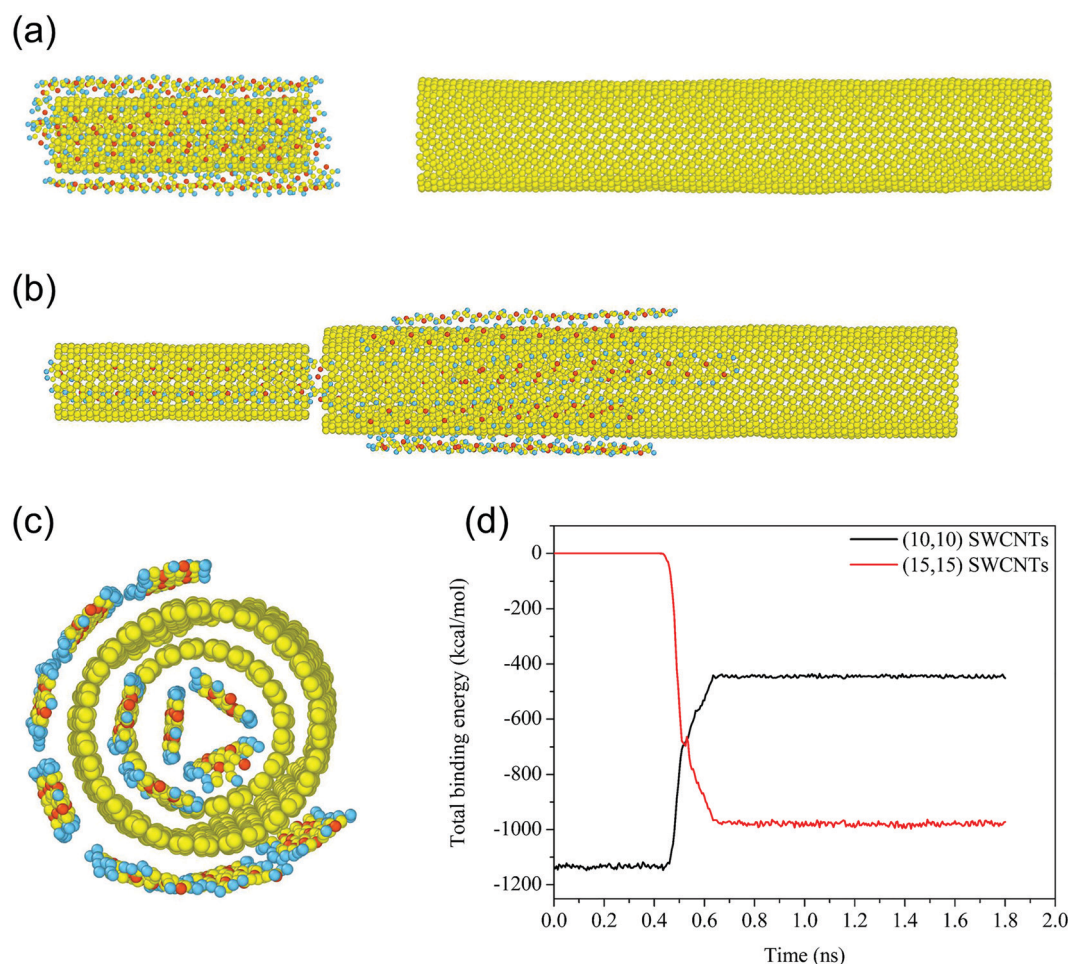 (a)
(b)
(c)
(d)
(10,10) SWCNTs
(15,15) SWCNTs
Total binding energy (kcal/mol)
0
-200
-400
-600
-800
-1000
-1200
0.0 0.2 0.4 0.6 0.8 1.0 1.2 1.4 1.6 1.8 2.0
Time (ns)